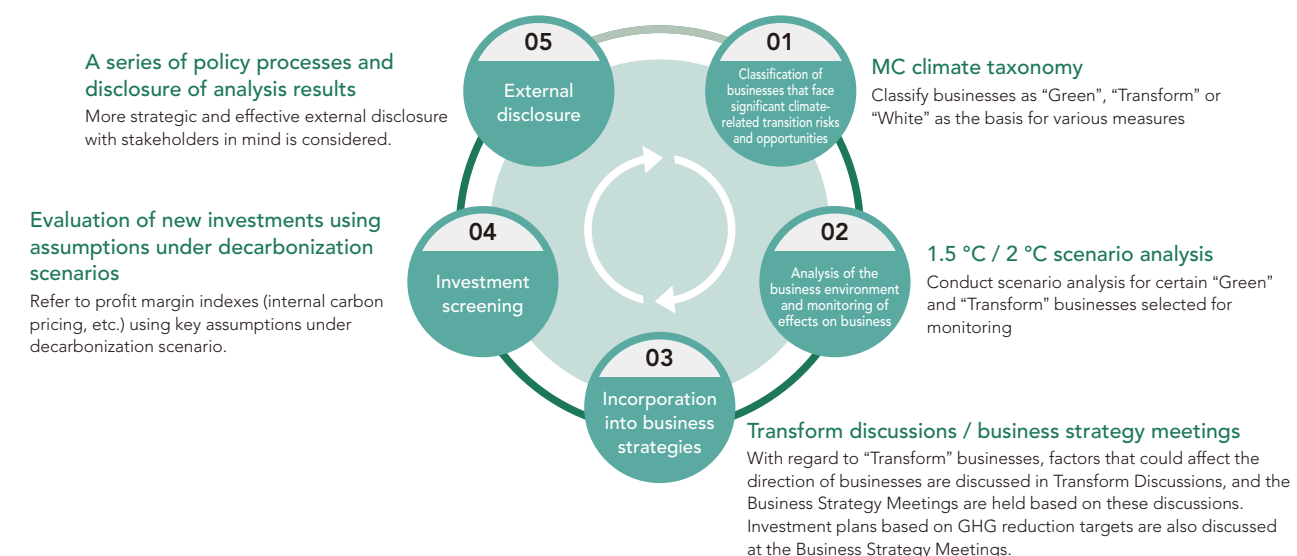 01
Classification of
businesses that face
significant climate-
related transition risks
and opportunities
MC climate taxonomy
Classify businesses as “Green”, “Transform” or
“White” as the basis for various measures
02
Analysis of the
business environment
and monitoring of
effects on business
1.5 °C / 2 °C scenario analysis
Conduct scenario analysis for certain “Green”
and “Transform” businesses selected for
monitoring
03
Incorporation
into business
strategies
Transform discussions / business strategy meetings
With regard to “Transform” businesses, factors that could affect the
direction of businesses are discussed in Transform Discussions, and the
Business Strategy Meetings are held based on these discussions.
Investment plans based on GHG reduction targets are also discussed
at the Business Strategy Meetings.
04
Investment
screening
Evaluation of new investments using
assumptions under decarbonization
scenarios
Refer to profit margin indexes (internal carbon
pricing, etc.) using key assumptions under
decarbonization scenario.
05
External
disclosure
A series of policy processes and
disclosure of analysis results
More strategic and effective external disclosure
with stakeholders in mind is considered.